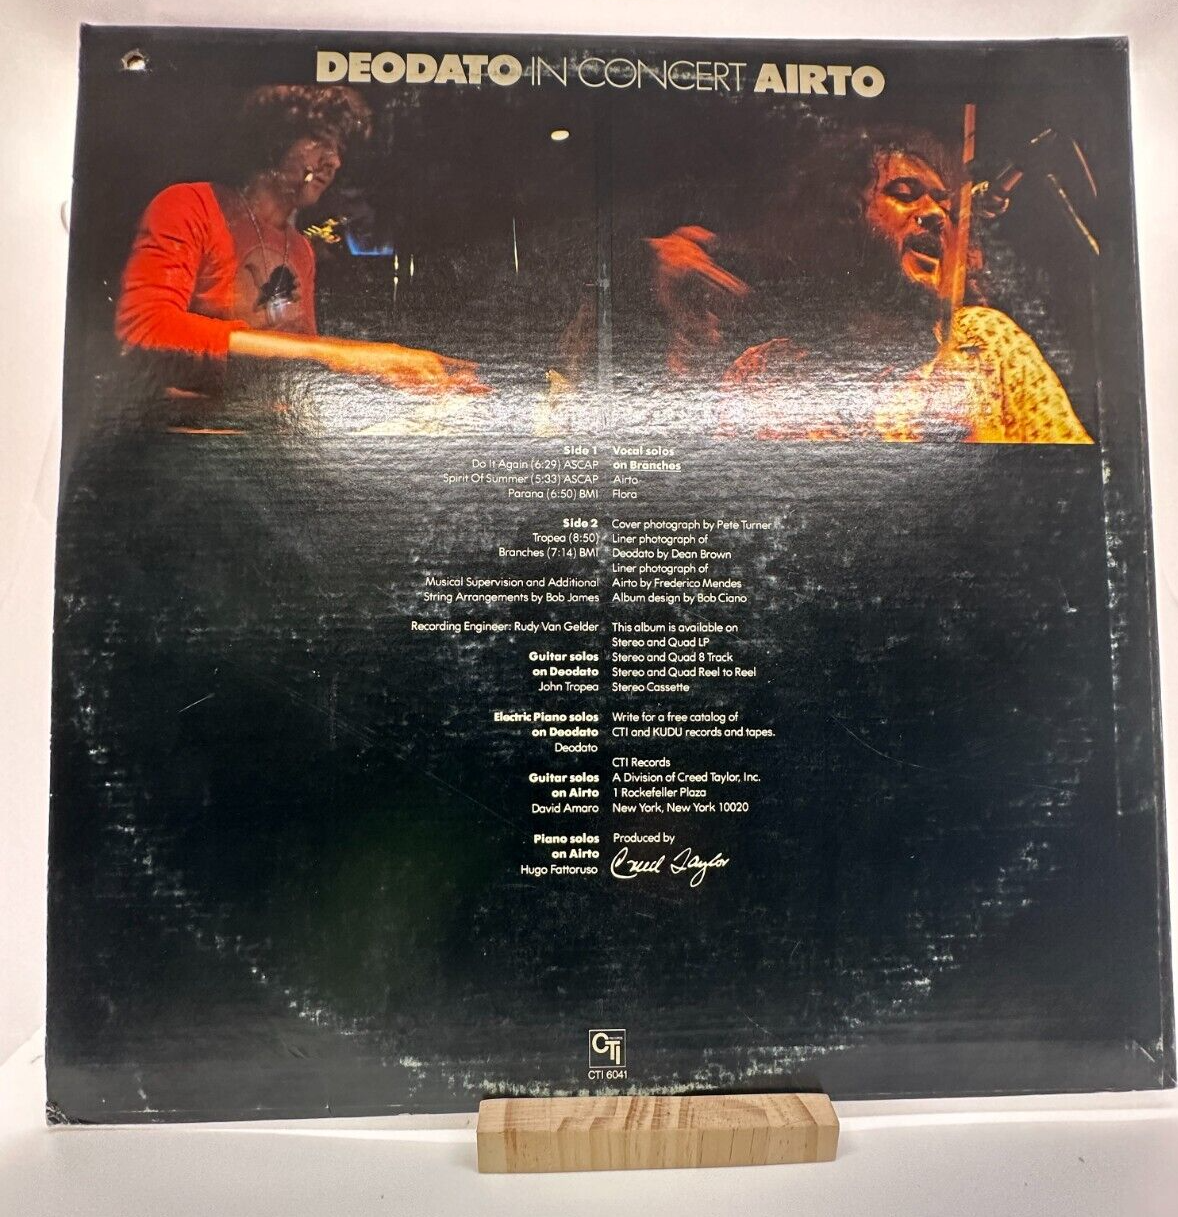 DEODATO IN CONCERT AIRTO
Side 1
Do It Again (6:29) ASCAP
Spirit Of Summer (5:33) ASCAP
Parana (6:50) BMI
Side 2
Tropea (8:50)
Branches (7:14) BMI
Musical Supervision and Additional
String Arrangements by Bob James
Recording Engineer: Rudy Van Gelder
Guitar solos
on Deodato
John Tropea
Electric Piano solos
on Deodato
Deodato
Guitar solos
on Airto
David Amaro
Piano solos
on Airto
Hugo Fattoruso
Vocal solos
on Branches
Airto
Flora
Cover photograph by Pete Turner
Liner photograph of
Deodato by Dean Brown
Liner photograph of
Airto by Frederico Mendes
Album design by Bob Ciano
This album is available on
Stereo and Quad LP
Stereo and Quad 8 Track
Stereo and Quad Reel to Reel
Stereo Cassette
Write for a free catalog of
CTI and KUDU records and tapes.
CTI Records
A Division of Creed Taylor, Inc.
1 Rockefeller Plaza
New York, New York 10020
Produced by
Creed Taylor
CTI
CTI 6041